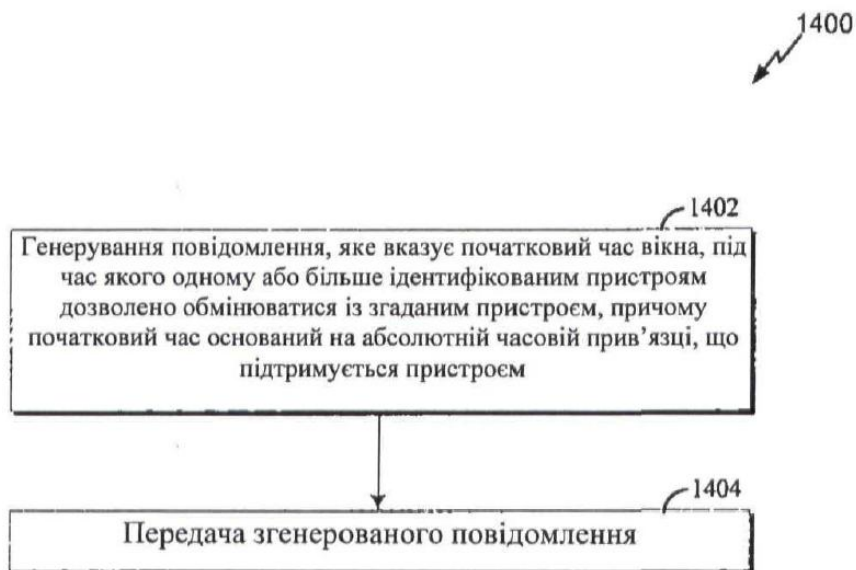 1400
1402
Генерування повідомлення, яке вказує початковий час вікна, під
час якого одному або більше ідентифікованим пристроям
дозволено обмінюватися із згаданим пристроєм, причому
початковий час оснований на абсолютній часовій прив’язці, що
підтримується пристроєм
1404
Передача згенерованого повідомлення